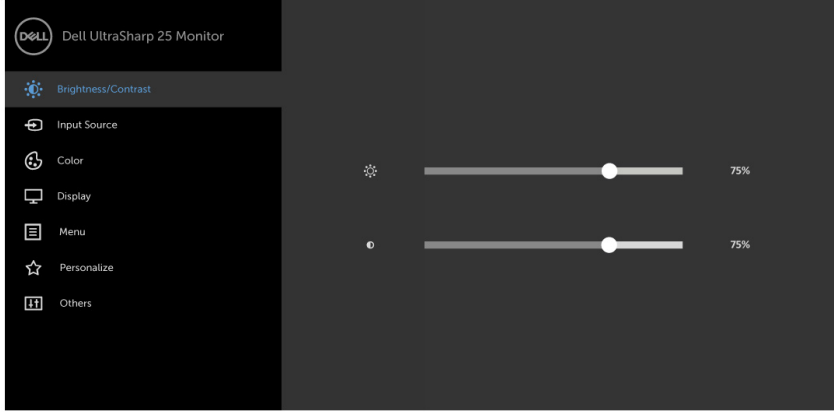 DELL Dell UltraSharp 25 Monitor
Brightness/Contrast
Input Source
Color
75%
Display
Menu
75%
Personalize
Others